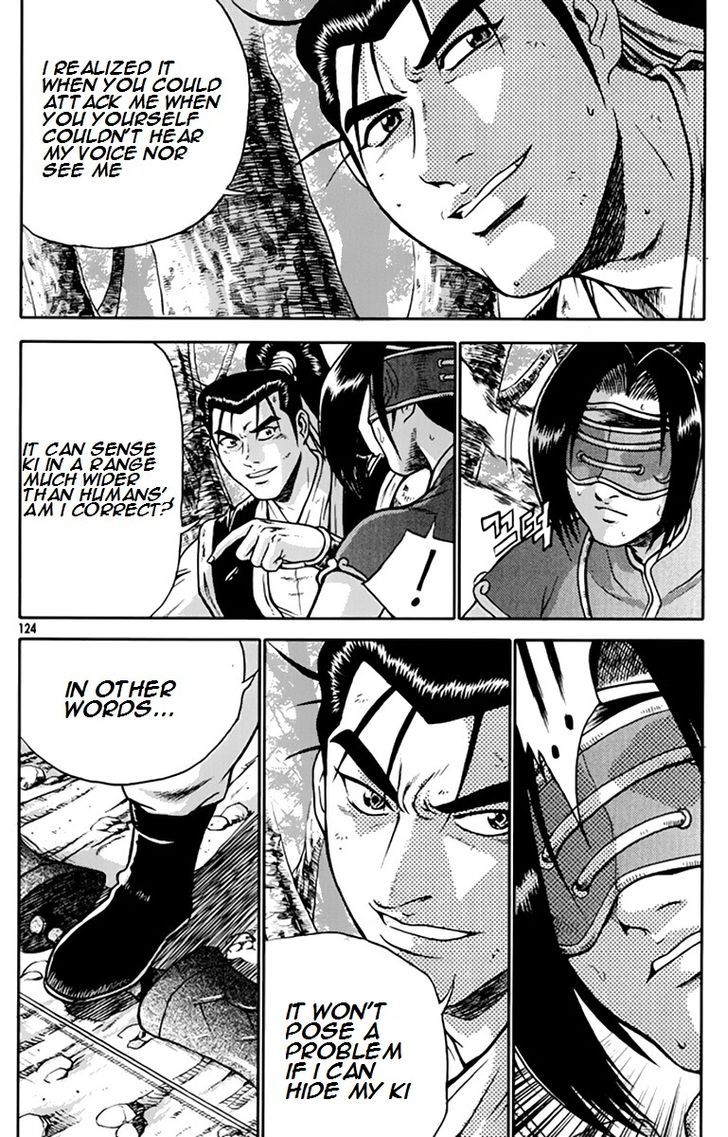 I REALIZED IT
WHEN YOU COULD
ATTACK ME WHEN
YOU YOURSELF
COULDN'T HEAR
MY VOICE NOR
SEE ME
IT CAN SENSE
KI IN A RANGE
MUCH WIDER
THAN HUMANS',
AM I CORRECT?
!
꼬덕
124
IN OTHER
WORDS...
!!
IT WON'T
POSE A
PROBLEM
IF I CAN
HIDE MY KI